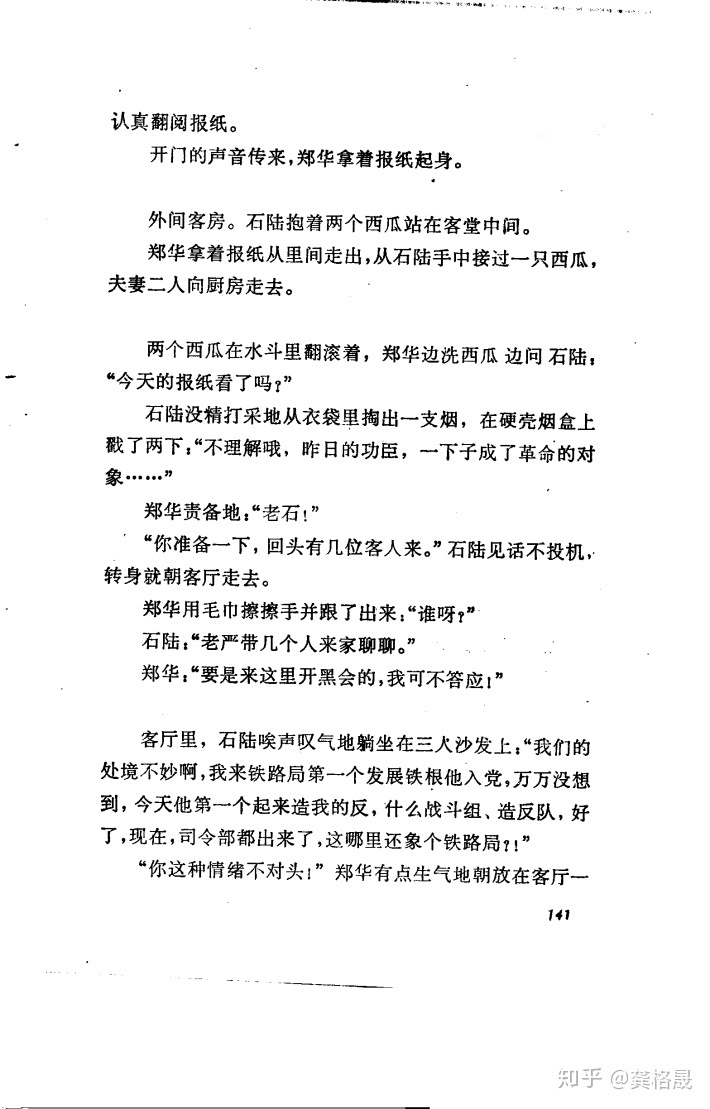 认真翻阅报纸。
开门的声音传来，郑华拿着报纸起身。
外间客房。石陆抱着两个西瓜站在客堂中间。
郑华拿着报纸从里间走出，从石陆手中接过一只西瓜，
夫妻二人向厨房走去。
两个西瓜在水斗里翻滚着，郑华边洗西瓜 边问 石陆：
“今天的报纸看了吗？”
石陆没精打采地从衣袋里掏出一支烟，在硬壳烟盒上
戳了两下：“不理解哦，昨日的功臣，一下子成了革命的对
象……”
郑华责备地：“老石！”
“你准备一下，回头有几位客人来。”石陆见话不投机，
转身就朝客厅走去。
郑华用毛巾擦擦手并跟了出来：“谁呀？”
石陆：“老严带几个人来家聊聊。”
郑华：“要是来这里开黑会的，我可不答应！”
客厅里，石陆唉声叹气地躺坐在三人沙发上：“我们的
处境不妙啊，我来铁路局第一个发展铁根他入党，万万没想
到，今天他第一个起来造我的反，什么战斗组、造反队，好
了，现在，司令部都出来了，这哪里还象个铁路局？！”
“你这种情绪不对头！”郑华有点生气地朝放在客厅一
141
知乎 @龚格晟